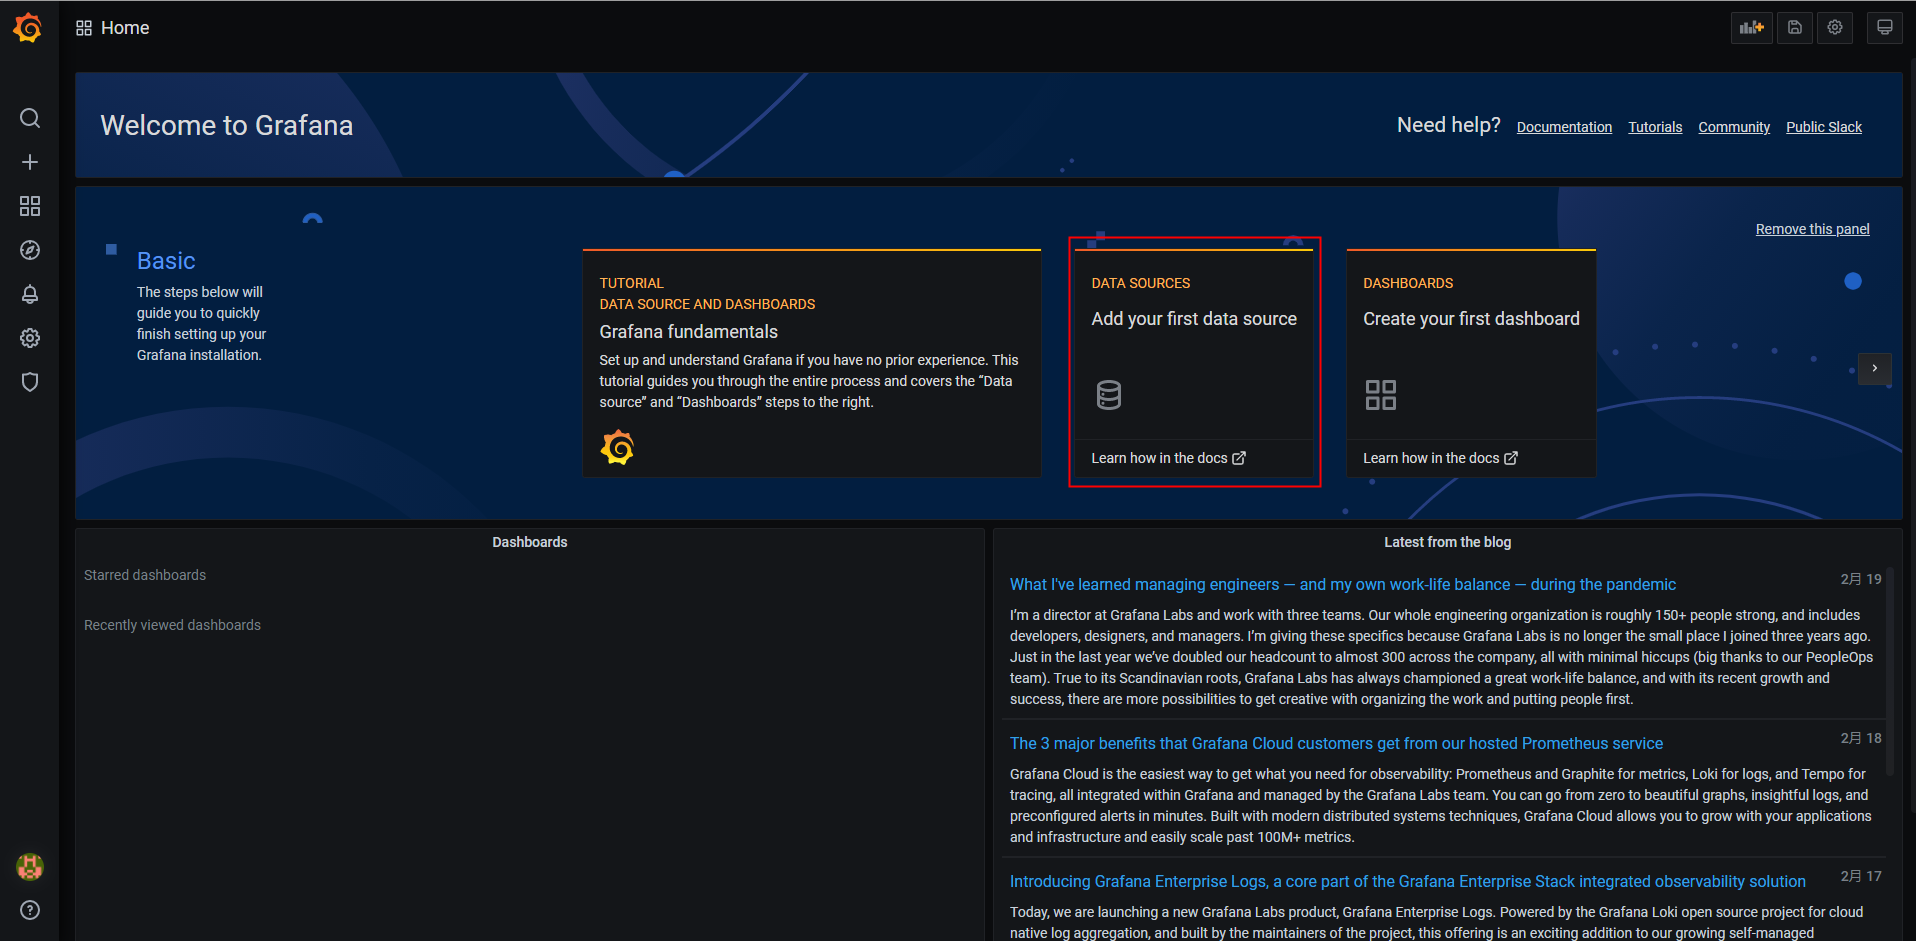 Home
Welcome to Grafana
Need help? Documentation Tutorials Community Public Slack
Remove this panel
Basic
The steps below will
guide you to quickly
finish setting up your
Grafana installation.
TUTORIAL
DATA SOURCE AND DASHBOARDS
Grafana fundamentals
Set up and understand Grafana if you have no prior experience. This
tutorial guides you through the entire process and covers the “Data
source” and “Dashboards” steps to the right.
DATA SOURCES
Add your first data source
Learn how in the docs
DASHBOARDS
Create your first dashboard
Learn how in the docs
Dashboards
Starred dashboards
Recently viewed dashboards
Latest from the blog
What I've learned managing engineers — and my own work-life balance — during the pandemic
2月 19
I’m a director at Grafana Labs and work with three teams. Our whole engineering organization is roughly 150+ people strong, and includes
developers, designers, and managers. I’m giving these specifics because Grafana Labs is no longer the small place I joined three years ago.
Just in the last year we’ve doubled our headcount to almost 300 across the company, all with minimal hiccups (big thanks to our PeopleOps
team). True to its Scandinavian roots, Grafana Labs has always championed a great work-life balance, and with its recent growth and
success, there are more possibilities to get creative with organizing the work and putting people first.
The 3 major benefits that Grafana Cloud customers get from our hosted Prometheus service
2月 18
Grafana Cloud is the easiest way to get what you need for observability: Prometheus and Graphite for metrics, Loki for logs, and Tempo for
tracing, all integrated within Grafana and managed by the Grafana Labs team. You can go from zero to beautiful graphs, insightful logs, and
preconfigured alerts in minutes. Built with modern distributed systems techniques, Grafana Cloud allows you to grow with your applications
and infrastructure and easily scale past 100M+ metrics.
Introducing Grafana Enterprise Logs, a core part of the Grafana Enterprise Stack integrated observability solution
2月 17
Today, we are launching a new Grafana Labs product, Grafana Enterprise Logs. Powered by the Grafana Loki open source project for cloud
native log aggregation, and built by the maintainers of the project, this offering is an exciting addition to our growing self-managed